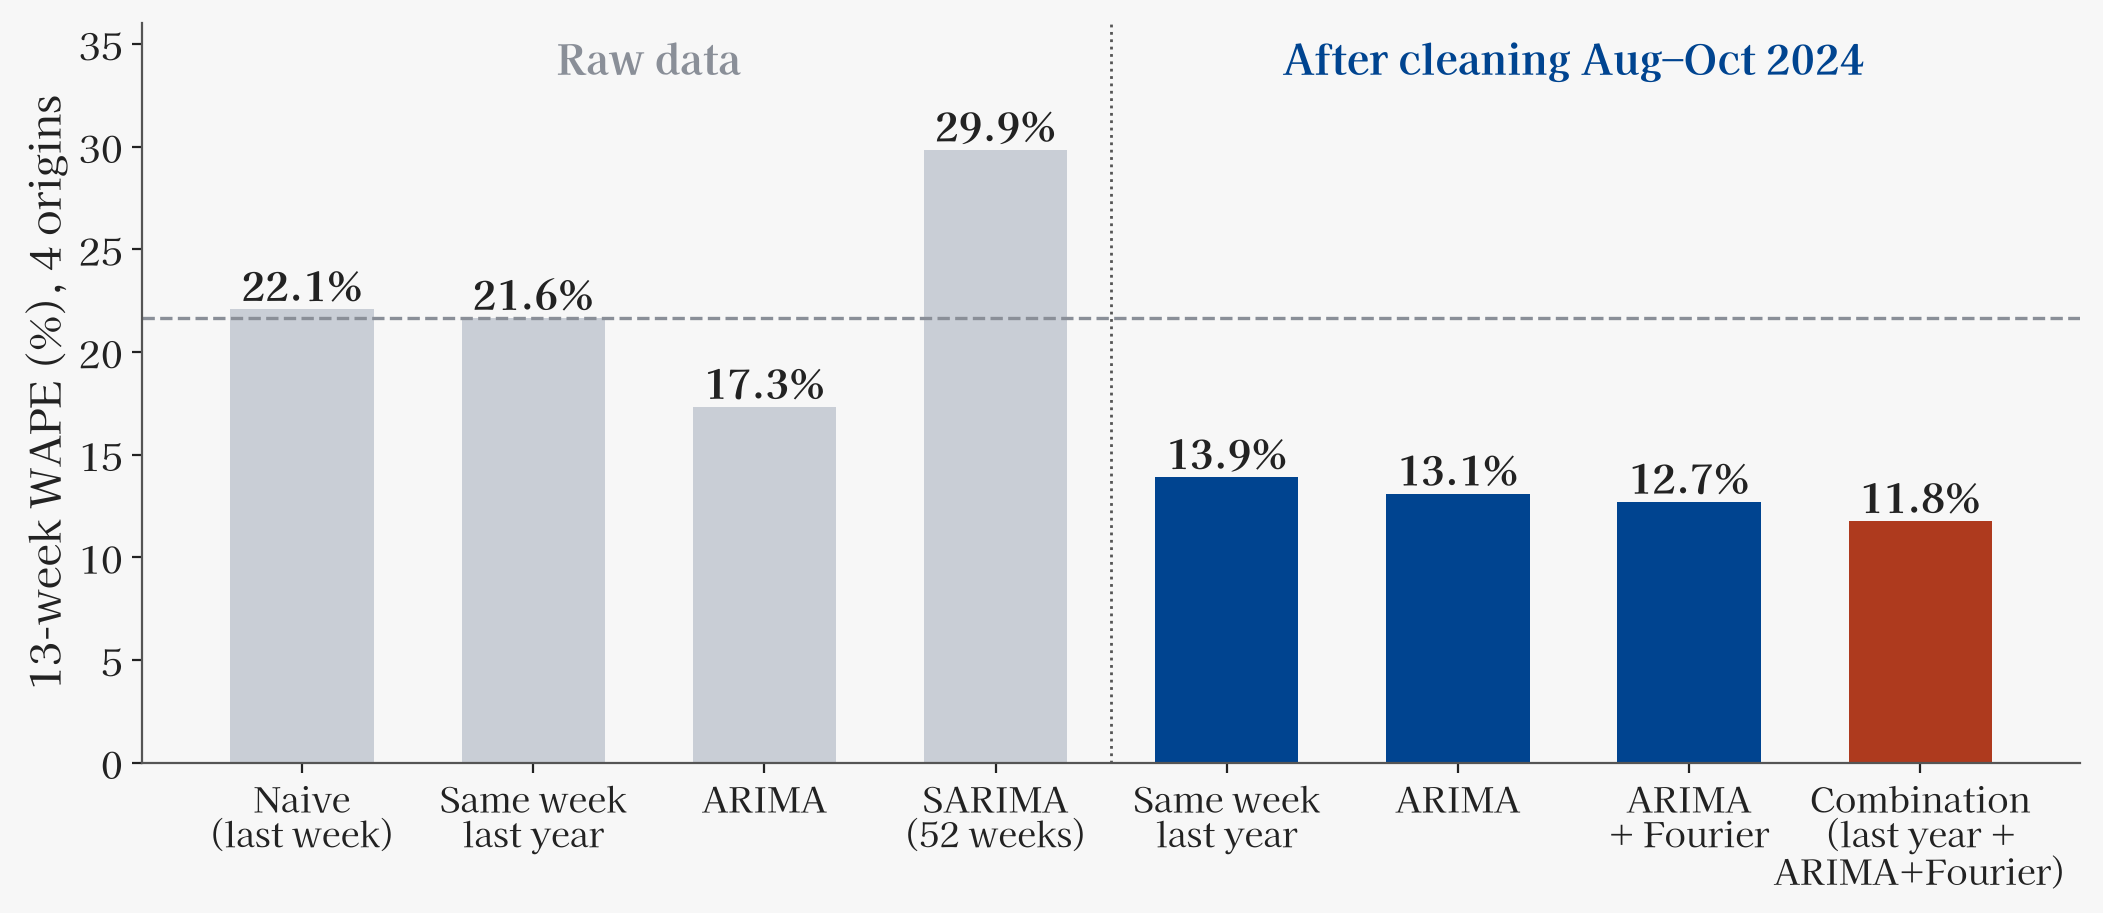 Raw data
After cleaning Aug–Oct 2024
13-week WAPE (%), 4 origins
35
30
25
20
15
10
5
0
22.1%
21.6%
17.3%
29.9%
13.9%
13.1%
12.7%
11.8%
Naive
(last week)
Same week
last year
ARIMA
SARIMA
(52 weeks)
Same week
last year
ARIMA
ARIMA
+ Fourier
Combination
(last year +
ARIMA+Fourier)